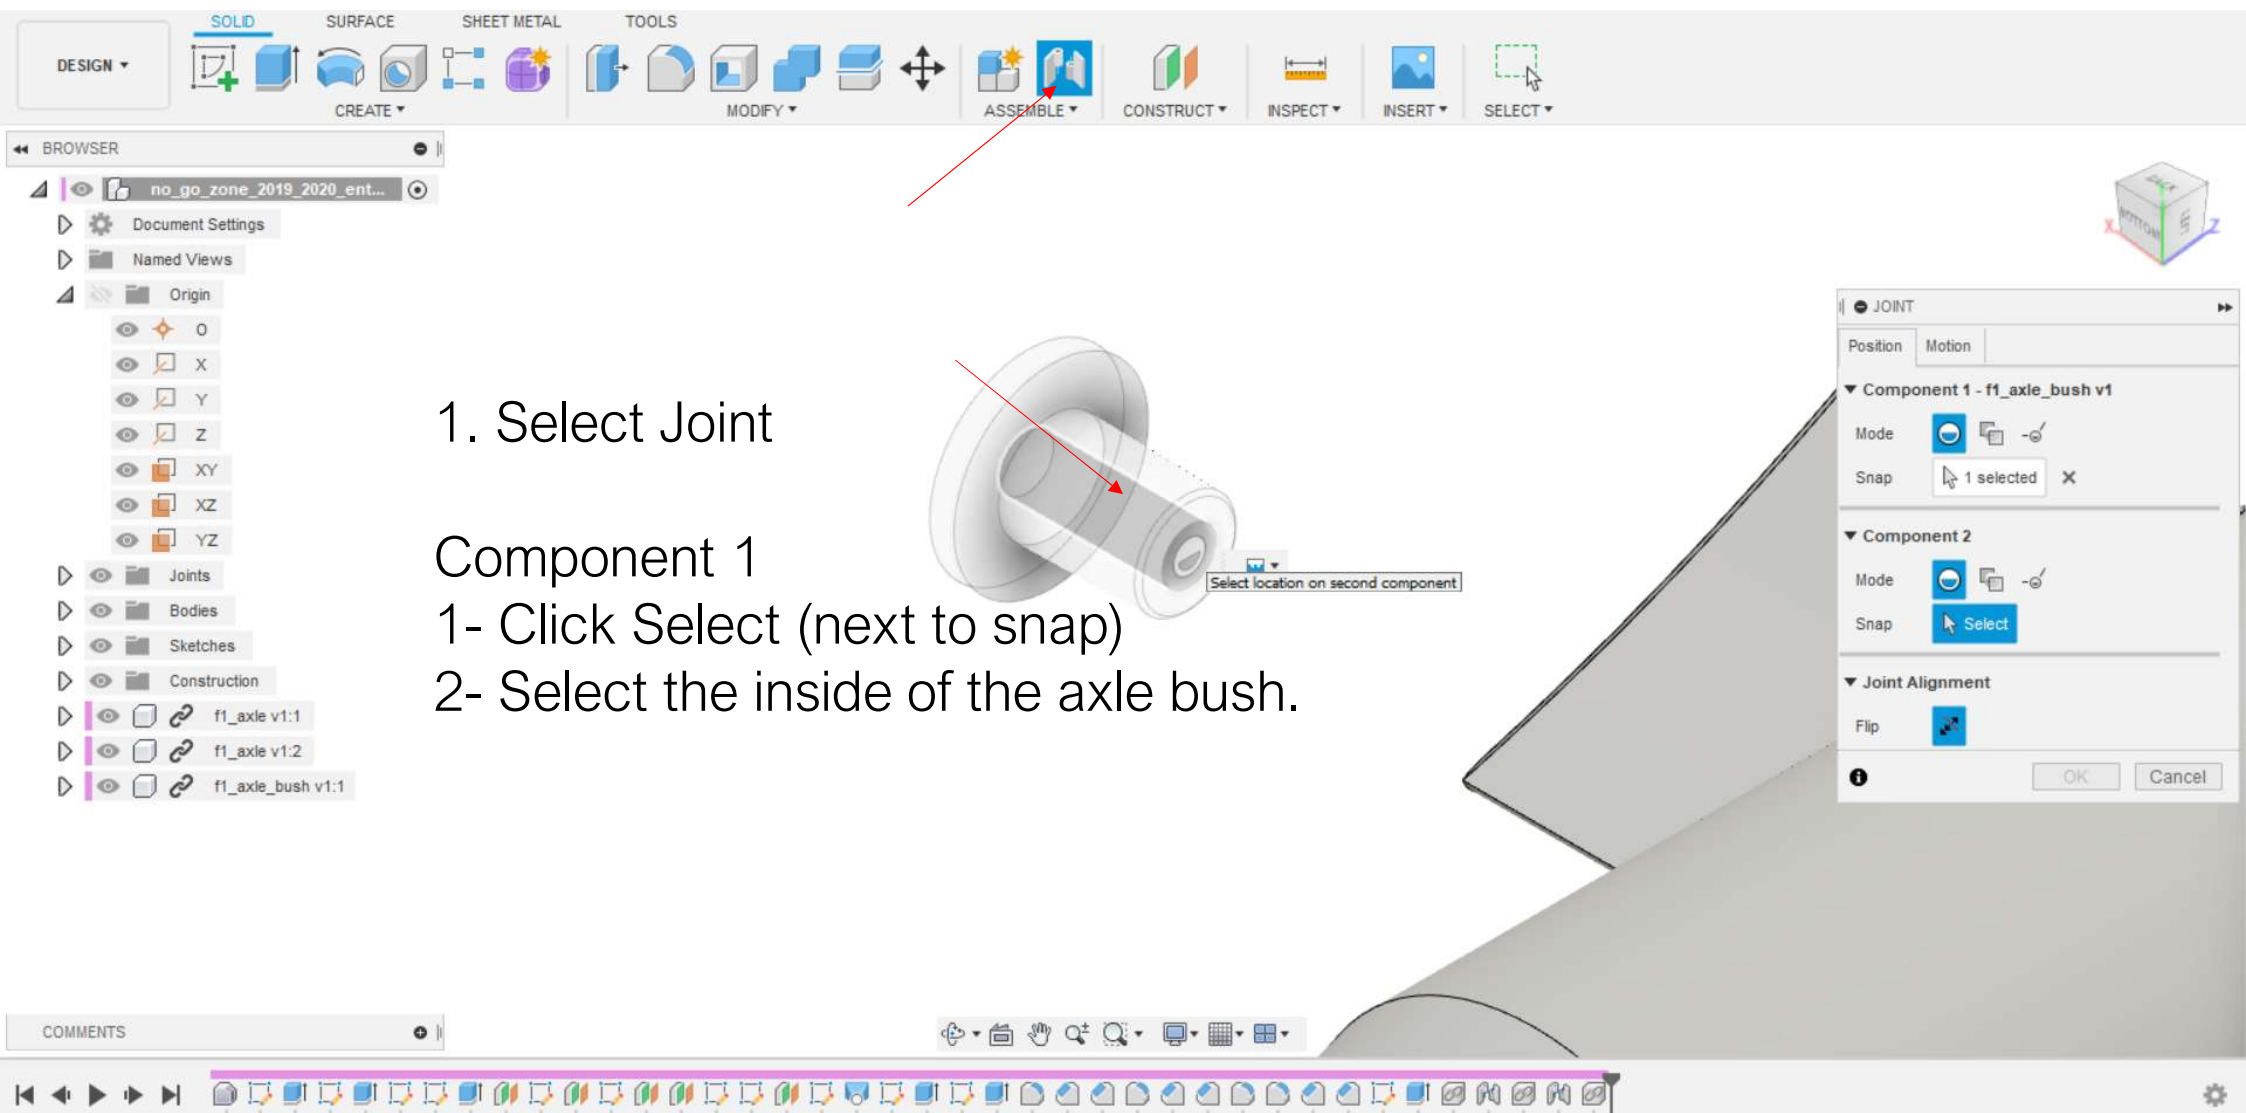 SOLID SURFACE SHEET METAL TOOLS
DESIGN
CREATE MODIFY ASSEMBLE CONSTRUCT INSPECT INSERT SELECT
BROWSER
no_go_zone_2019_2020_ent...
Document Settings
Named Views
Origin
O
X
Y
Z
XY
XZ
YZ
Joints
Bodies
Sketches
Construction
f1_axle v1:1
f1_axle v1:2
f1_axle_bush v1:1
1. Select Joint
Component 1
1- Click Select (next to snap)
2- Select the inside of the axle bush.
Select location on second component
BACK
BOTTOM
LEFT
X
Z
JOINT
Position Motion
Component 1 - f1_axle_bush v1
Mode
Snap 1 selected
Component 2
Mode
Snap Select
Joint Alignment
Flip
OK Cancel
COMMENTS